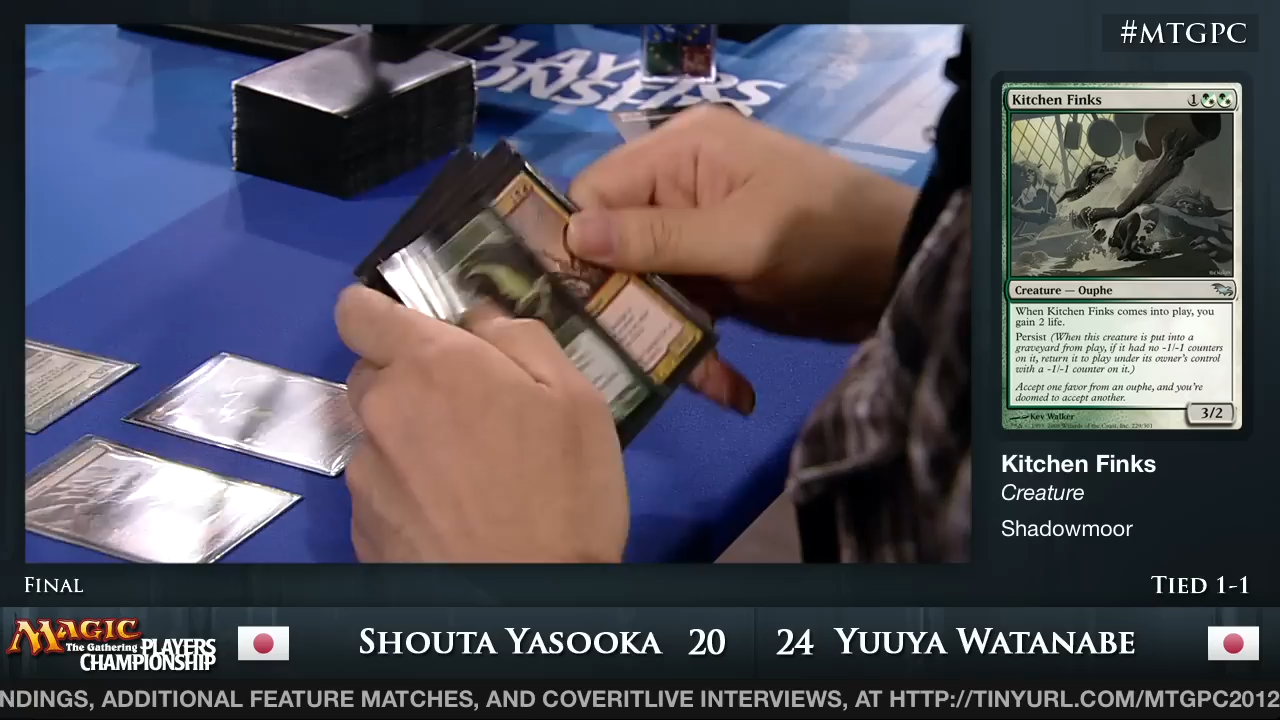 #MTGPC
PLAYERS
Kitchen Finks 1
Creature — Ouphe
When Kitchen Finks comes into play, you
gain 2 life.
Persist (When this creature is put into a
graveyard from play, if it had no -1/-1 counters
on it, return it to play under its owner's control
with a -1/-1 counter on it.)
Accept one favor from an ouphe, and you're
doomed to accept another.
Kev Walker
3/2
Kitchen Finks
Creature
Shadowmoor
FINAL
TIED 1-1
MAGIC
The Gathering
PLAYERS
CHAMPIONSHIP
SHOUTA YASOOKA 20
24 YUUYA WATANABE
NDINGS, ADDITIONAL FEATURE MATCHES, AND COVERITLIVE INTERVIEWS, AT HTTP://TINYURL.COM/MTGPC2012